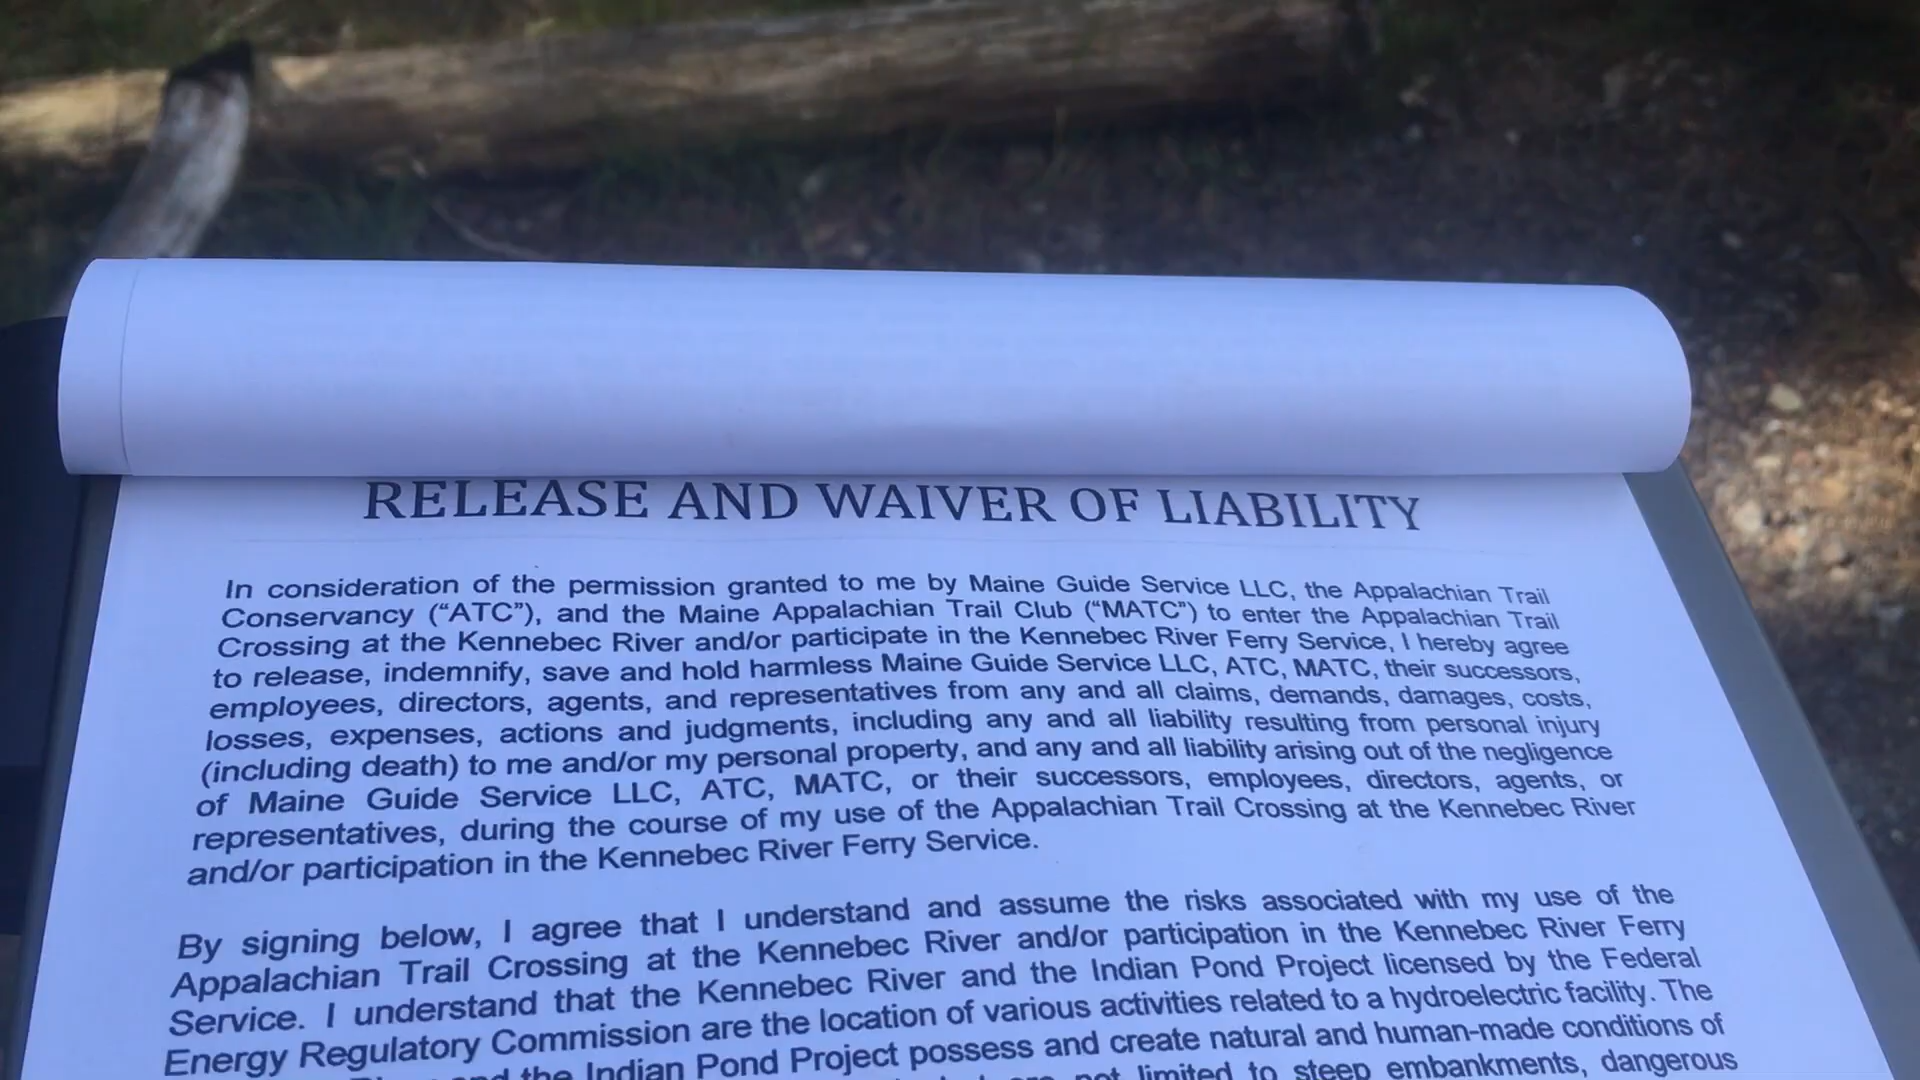 RELEASE AND WAIVER OF LIABILITY
In consideration of the permission granted to me by Maine Guide Service LLC, the Appalachian Trail
Conservancy (“ATC”), and the Maine Appalachian Trail Club (“MATC”) to enter the Appalachian Trail
Crossing at the Kennebec River and/or participate in the Kennebec River Ferry Service, I hereby agree
to release, indemnify, save and hold harmless Maine Guide Service LLC, ATC, MATC, their successors,
employees, directors, agents, and representatives from any and all claims, demands, damages, costs,
losses, expenses, actions and judgments, including any and all liability resulting from personal injury
(including death) to me and/or my personal property, and any and all liability arising out of the negligence
of Maine Guide Service LLC, ATC, MATC, or their successors, employees, directors, agents, or
representatives, during the course of my use of the Appalachian Trail Crossing at the Kennebec River
and/or participation in the Kennebec River Ferry Service.
By signing below, I agree that I understand and assume the risks associated with my use of the
Appalachian Trail Crossing at the Kennebec River and/or participation in the Kennebec River Ferry
Service. I understand that the Kennebec River and the Indian Pond Project licensed by the Federal
Energy Regulatory Commission are the location of various activities related to a hydroelectric facility. The
and the Indian Pond Project possess and create natural and human-made conditions of
not limited to steep embankments, dangerous